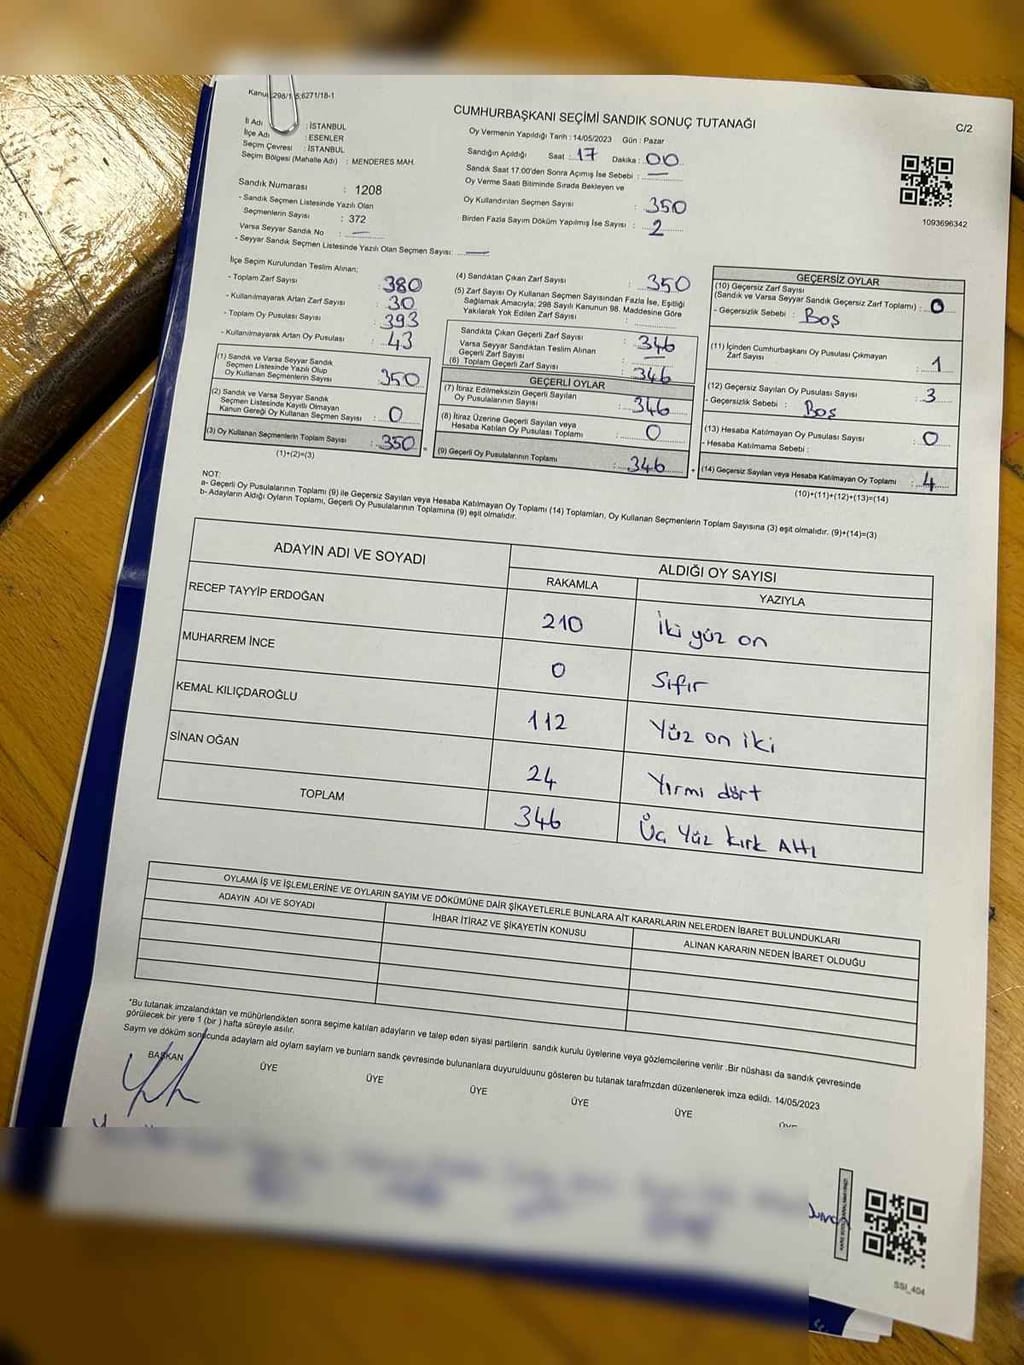 Kanun 298/1 5;6271/18-1
CUMHURBAŞKANI SEÇİMİ SANDIK SONUÇ TUTANAĞI
C/2
İl Adı : İSTANBUL
İlçe Adı : ESENLER
Seçim Çevresi : İSTANBUL
Seçim Bölgesi (Mahalle Adı) : MENDERES MAH.
Sandık Numarası : 1208
- Sandık Seçmen Listesinde Yazılı Olan
Seçmenlerin Sayısı : 372
Varsa Seyyar Sandık No : —
- Seyyar Sandık Seçmen Listesinde Yazılı Olan Seçmen Sayısı: —
Oy Vermenin Yapıldığı Tarih : 14/05/2023 Gün : Pazar
Sandığın Açıldığı Saat : 17 Dakika : 00
Sandık Saat 17.00'den Sonra Açımış İse Sebebi : —
Oy Verme Saati Bitiminde Sırada Bekleyen ve
Oy Kullandırılan Seçmen Sayısı : 350
Birden Fazla Sayım Döküm Yapılmış İse Sayısı : 2
1093696342
İlçe Seçim Kurulundan Teslim Alınan;
- Toplam Zarf Sayısı : 380
- Kullanılmayarak Artan Zarf Sayısı : 30
- Toplam Oy Pusulası Sayısı : 393
- Kullanılmayarak Artan Oy Pusulası : 43
(1) Sandık ve Varsa Seyyar Sandık
Seçmen Listesinde Yazılı Olup
Oy Kullanan Seçmenlerin Sayısı : 350
(2) Sandık ve Varsa Seyyar Sandık
Seçmen Listesinde Kayıtlı Olmayan
Kanun Gereği Oy Kullanan Seçmen Sayısı : 0
(3) Oy Kullanan Seçmenlerin Toplam Sayısı : 350
(1)+(2)=(3)
(4) Sandıktan Çıkan Zarf Sayısı : 350
(5) Zarf Sayısı Oy Kullanan Seçmen Sayısından Fazla İse, Eşitliği
Sağlamak Amacıyla; 298 Sayılı Kanunun 98. Maddesine Göre
Yakılarak Yok Edilen Zarf Sayısı :
Sandıkta Çıkan Geçerli Zarf Sayısı : 346
Varsa Seyyar Sandıktan Teslim Alınan
Geçerli Zarf Sayısı : —
(6) Toplam Geçerli Zarf Sayısı : 346
GEÇERLİ OYLAR
(7) İtiraz Edilmeksizin Geçerli Sayılan
Oy Pusulalarının Sayısı : 346
(8) İtiraz Üzerine Geçerli Sayılan veya
Hesaba Katılan Oy Pusulası Toplamı : 0
(9) Geçerli Oy Pusulalarının Toplamı : 346
GEÇERSİZ OYLAR
(10) Geçersiz Zarf Sayısı
(Sandık ve Varsa Seyyar Sandık Geçersiz Zarf Toplamı) : 0
- Geçersizlik Sebebi : Boş
(11) İçinden Cumhurbaşkanı Oy Pusulası Çıkmayan
Zarf Sayısı : 1
(12) Geçersiz Sayılan Oy Pusulası Sayısı : 3
- Geçersizlik Sebebi : Boş
(13) Hesaba Katılmayan Oy Pusulası Sayısı : 0
- Hesaba Katılmama Sebebi :
(14) Geçersiz Sayılan veya Hesaba Katılmayan Oy Toplamı : 4
(10)+(11)+(12)+(13)=(14)
NOT:
a- Geçerli Oy Pusulalarının Toplamı (9) ile Geçersiz Sayılan veya Hesaba Katılmayan Oy Toplamı (14) Toplamları, Oy Kullanan Seçmenlerin Toplam Sayısına (3) eşit olmalıdır. (9)+(14)=(3)
b- Adayların Aldığı Oyların Toplamı, Geçerli Oy Pusulalarının Toplamına (9) eşit olmalıdır.
ADAYIN ADI VE SOYADI
ALDIĞI OY SAYISI
RAKAMLA YAZIYLA
RECEP TAYYİP ERDOĞAN 210 İki yüz on
MUHARREM İNCE 0 Sıfır
KEMAL KILIÇDAROĞLU 112 Yüz on iki
SİNAN OĞAN 24 Yirmi dört
TOPLAM 346 Üç Yüz kırk Altı
OYLAMA İŞ VE İŞLEMLERİNE VE OYLARIN SAYIM VE DÖKÜMÜNE DAİR ŞİKAYETLERLE BUNLARA AİT KARARLARIN NELERDEN İBARET BULUNDUKLARI
ADAYIN ADI VE SOYADI İHBAR İTİRAZ VE ŞİKAYETİN KONUSU ALINAN KARARIN NEDEN İBARET OLDUĞU
*Bu tutanak imzalandıktan ve mühürlendikten sonra seçime katılan adayların ve talep eden siyasi partilerin sandık kurulu üyelerine veya gözlemcilerine verilir .Bir nüshası da sandık çevresinde
görülecek bir yere 1 (bir ) hafta süreyle asılır.
Sayım ve döküm sonucunda adaylarn ald oylarn sayların ve bunların sandk çevresinde bulunanlara duyurulduunu gösteren bu tutanak tarafmzdan düzenlenerek imza edildi. 14/05/2023
BAŞKAN ÜYE ÜYE ÜYE ÜYE ÜYE
SSI_404